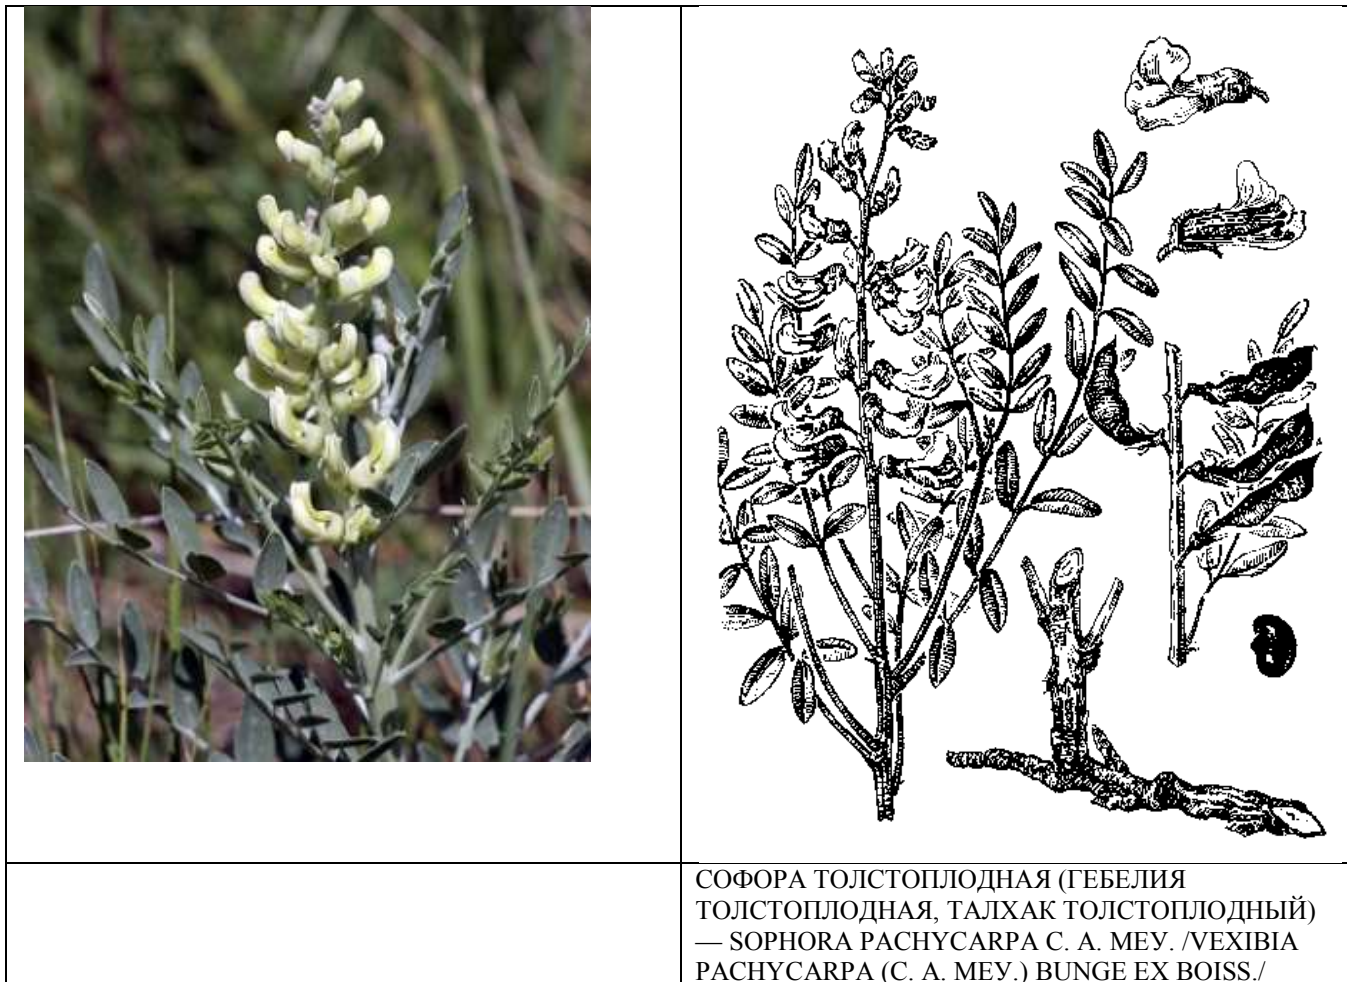 СОФОРА ТОЛСТОПЛОДНАЯ (ГЕБЕЛИЯ
ТОЛСТОПЛОДНАЯ, ТАЛХАК ТОЛСТОПЛОДНЫЙ)
— SOPHORA PACHYCARPA C. A. MEY. /VEXIBIA
PACHYCARPA (C. A. MEY.) BUNGE EX BOISS./